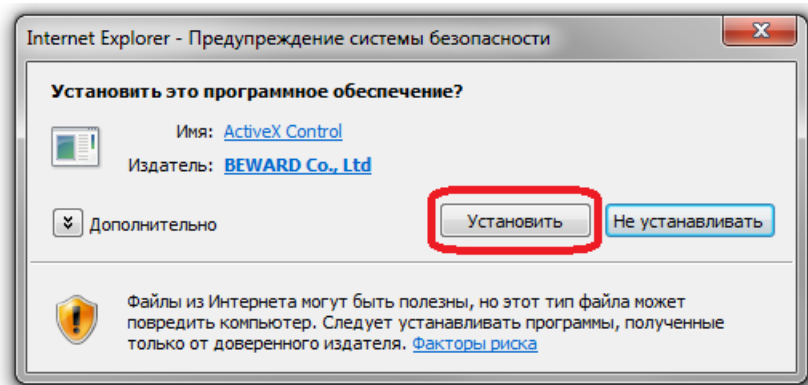 Internet Explorer - Предупреждение системы безопасности
Установить это программное обеспечение?
Имя: ActiveX Control
Издатель: BEWARD Co., Ltd
Дополнительно
Установить
Не устанавливать
Файлы из Интернета могут быть полезны, но этот тип файла может
повредить компьютер. Следует устанавливать программы, полученные
только от доверенного издателя. Факторы риска